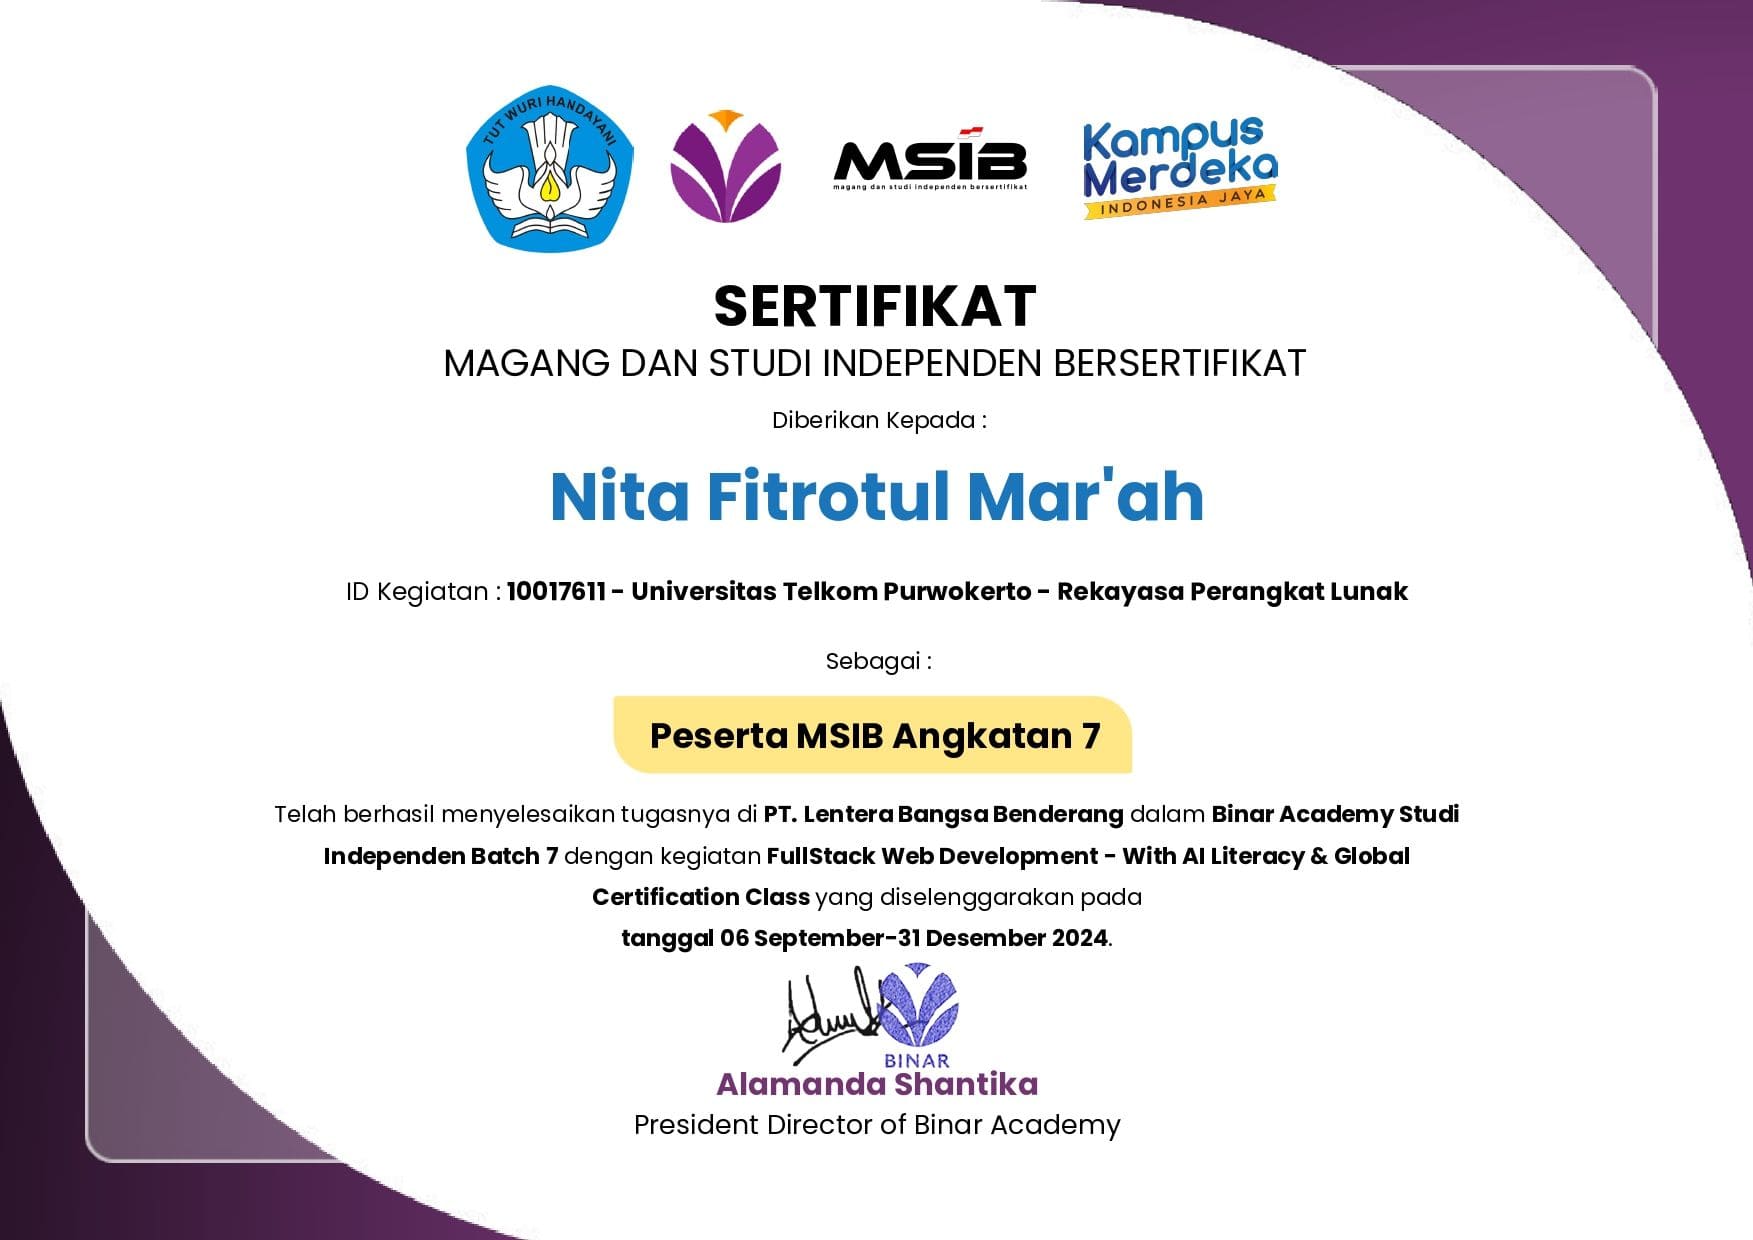 TUT WURI HANDAYANI
MSIB
magang dan studi independen bersertifikat
Kampus
Merdeka
INDONESIA JAYA
SERTIFIKAT
MAGANG DAN STUDI INDEPENDEN BERSERTIFIKAT
Diberikan Kepada :
Nita Fitrotul Mar'ah
ID Kegiatan : 10017611 - Universitas Telkom Purwokerto - Rekayasa Perangkat Lunak
Sebagai :
Peserta MSIB Angkatan 7
Telah berhasil menyelesaikan tugasnya di PT. Lentera Bangsa Benderang dalam Binar Academy Studi
Independen Batch 7 dengan kegiatan FullStack Web Development - With AI Literacy & Global
Certification Class yang diselenggarakan pada
tanggal 06 September-31 Desember 2024.
BINAR
Alamanda Shantika
President Director of Binar Academy